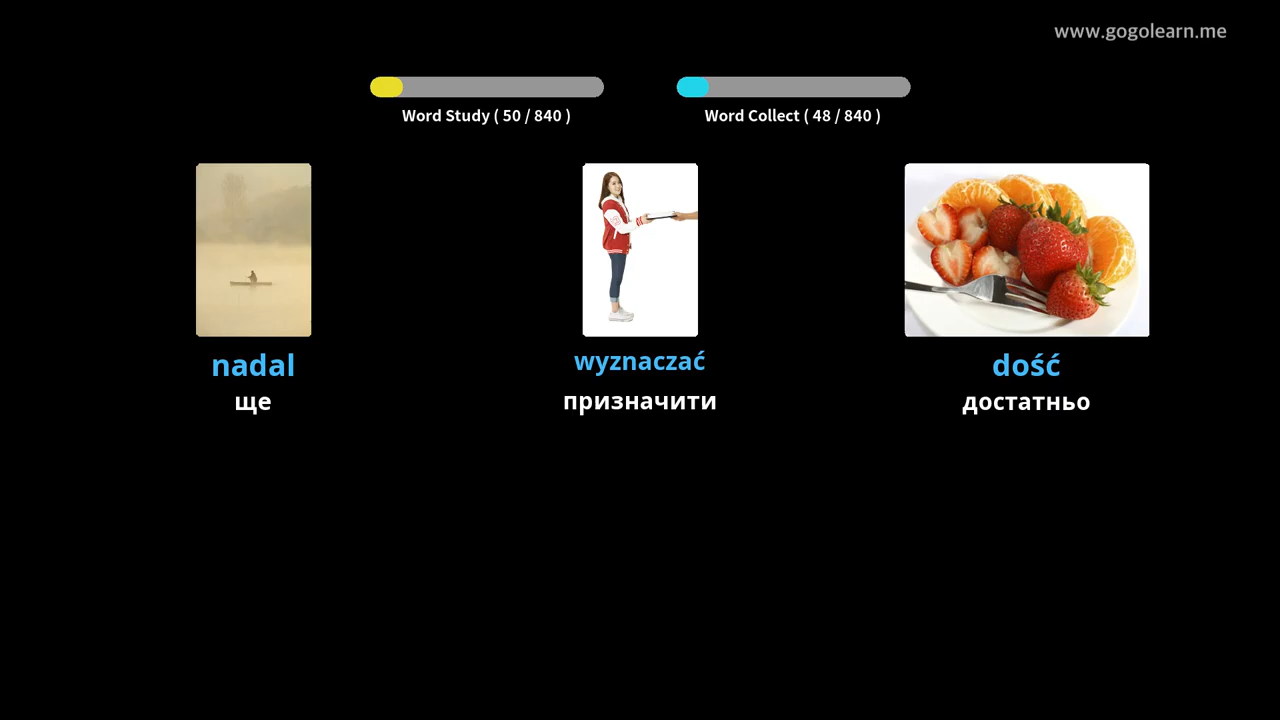 www.gogolearn.me
Word Study ( 50 / 840 )
Word Collect ( 48 / 840 )
nadal
ще
wyznaczać
призначити
dość
достатньо